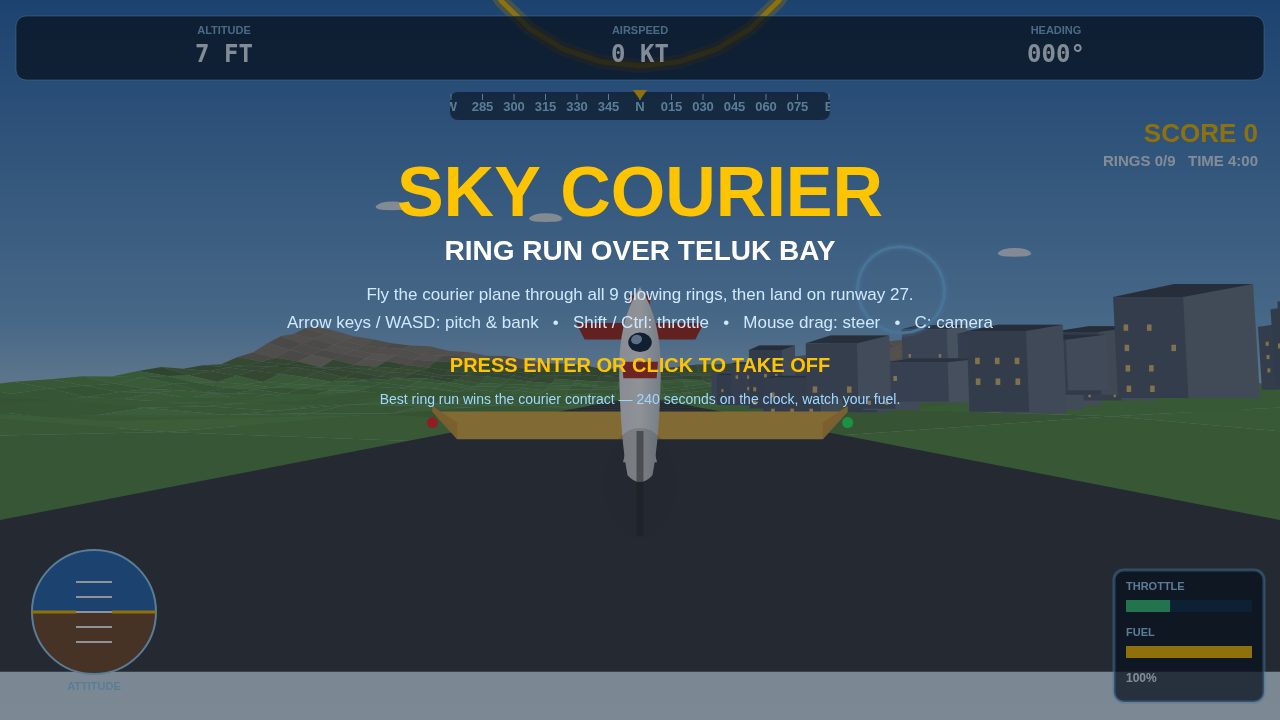 ALTITUDE
7 FT
AIRSPEED
0 KT
HEADING
000°
W 285 300 315 330 345 N 015 030 045 060 075 E
SCORE 0
RINGS 0/9 TIME 4:00
SKY COURIER
RING RUN OVER TELUK BAY
Fly the courier plane through all 9 glowing rings, then land on runway 27.
Arrow keys / WASD: pitch & bank • Shift / Ctrl: throttle • Mouse drag: steer • C: camera
PRESS ENTER OR CLICK TO TAKE OFF
Best ring run wins the courier contract — 240 seconds on the clock, watch your fuel.
ATTITUDE
THROTTLE
FUEL
100%